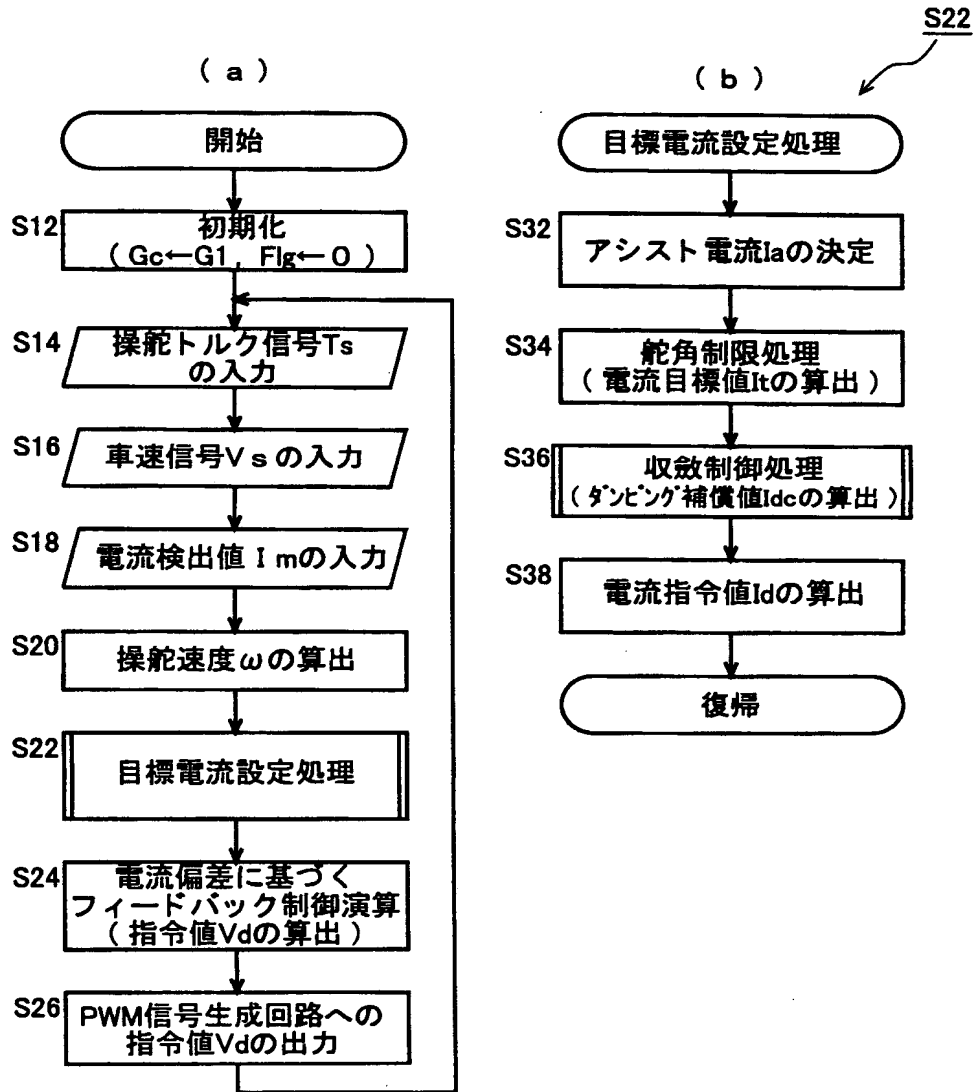 S22
( a )
開始
S12
初期化
( Gc←G1 , Flg←0 )
S14
操舵トルク信号Ts
の入力
S16
車速信号Vsの入力
S18
電流検出値Imの入力
S20
操舵速度ωの算出
S22
目標電流設定処理
S24
電流偏差に基づく
フィードバック制御演算
( 指令値Vdの算出 )
S26
PWM信号生成回路への
指令値Vdの出力
( b )
目標電流設定処理
S32
アシスト電流Iaの決定
S34
舵角制限処理
( 電流目標値Itの算出 )
S36
収斂制御処理
( ﾀﾞﾝﾋﾟﾝｸﾞ補償値Idcの算出 )
S38
電流指令値Idの算出
復帰